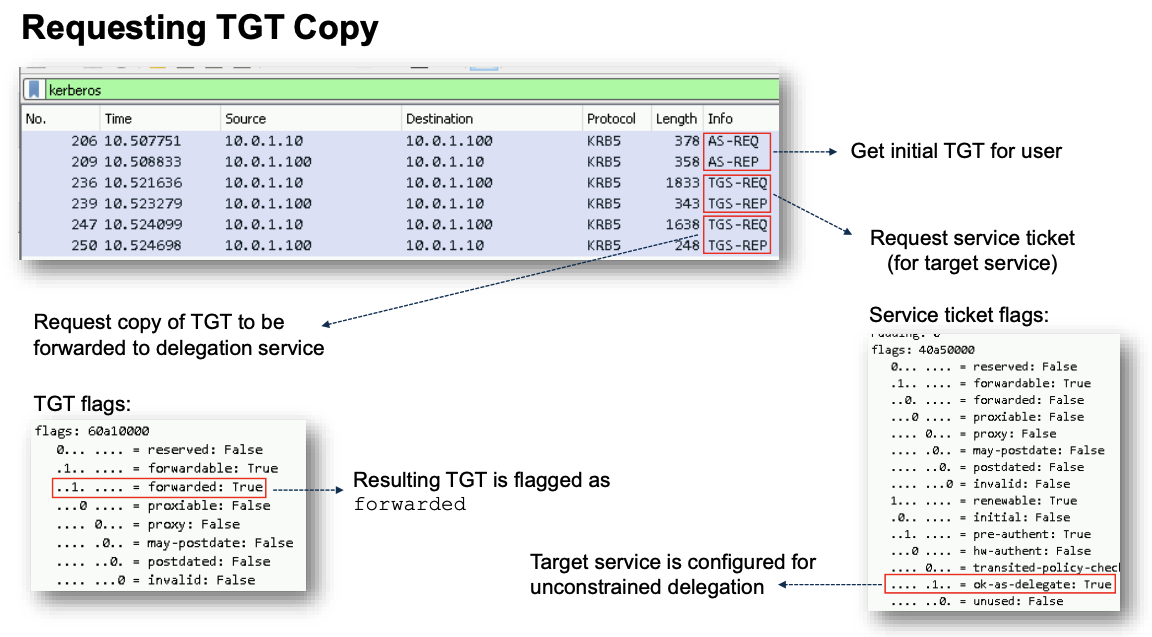 Requesting TGT Copy
kerberos
No. Time Source Destination Protocol Length Info
206 10.507751 10.0.1.10 10.0.1.100 KRB5 378 AS-REQ
209 10.508833 10.0.1.100 10.0.1.10 KRB5 358 AS-REP
236 10.521636 10.0.1.10 10.0.1.100 KRB5 1833 TGS-REQ
239 10.523279 10.0.1.100 10.0.1.10 KRB5 343 TGS-REP
247 10.524099 10.0.1.10 10.0.1.100 KRB5 1638 TGS-REQ
250 10.524698 10.0.1.100 10.0.1.10 KRB5 248 TGS-REP
Get initial TGT for user
Request service ticket
(for target service)
Request copy of TGT to be
forwarded to delegation service
TGT flags:
flags: 60a10000
0... .... = reserved: False
.1.. .... = forwardable: True
..1. .... = forwarded: True
...0 .... = proxiable: False
.... 0... = proxy: False
.... .0.. = may-postdate: False
.... ..0. = postdated: False
.... ...0 = invalid: False
Resulting TGT is flagged as
forwarded
Service ticket flags:
flags: 40a50000
0... .... = reserved: False
.1.. .... = forwardable: True
..0. .... = forwarded: False
...0 .... = proxiable: False
.... 0... = proxy: False
.... .0.. = may-postdate: False
.... ..0. = postdated: False
.... ...0 = invalid: False
1... .... = renewable: True
.0.. .... = initial: False
..1. .... = pre-authent: True
...0 .... = hw-authent: False
.... 0... = transited-policy-chec
.... .1.. = ok-as-delegate: True
.... ..0. = unused: False
Target service is configured for
unconstrained delegation